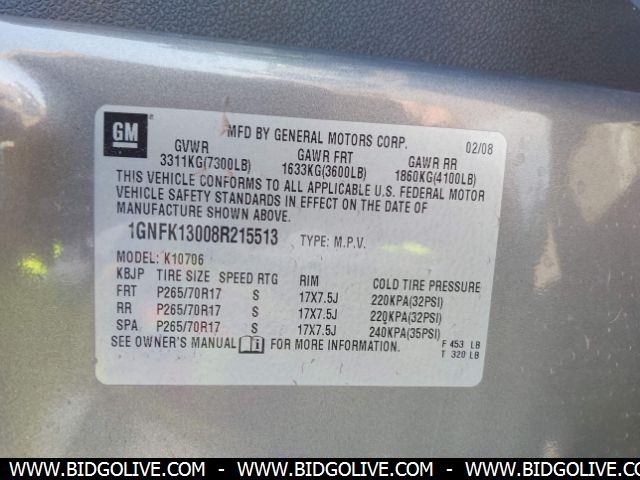 GM ®
MFD BY GENERAL MOTORS CORP. 02/08
GVWR GAWR FRT GAWR RR
3311KG(7300LB) 1633KG(3600LB) 1860KG(4100LB)
THIS VEHICLE CONFORMS TO ALL APPLICABLE U.S. FEDERAL MOTOR
VEHICLE SAFETY STANDARDS IN EFFECT ON THE DATE OF
MANUFACTURE SHOWN ABOVE.
1GNFK13008R215513 TYPE: M.P.V.
MODEL: K10706
KBJP TIRE SIZE SPEED RTG RIM COLD TIRE PRESSURE
FRT P265/70R17 S 17X7.5J 220KPA(32PSI)
RR P265/70R17 S 17X7.5J 220KPA(32PSI)
SPA P265/70R17 S 17X7.5J 240KPA(35PSI)
SEE OWNER'S MANUAL i FOR MORE INFORMATION. F 453 LB
T 320 LB
WWW.BIDGOLIVE.COM - WWW.BIDGOLIVE.COM - WWW.BIDGOLIVE.COM